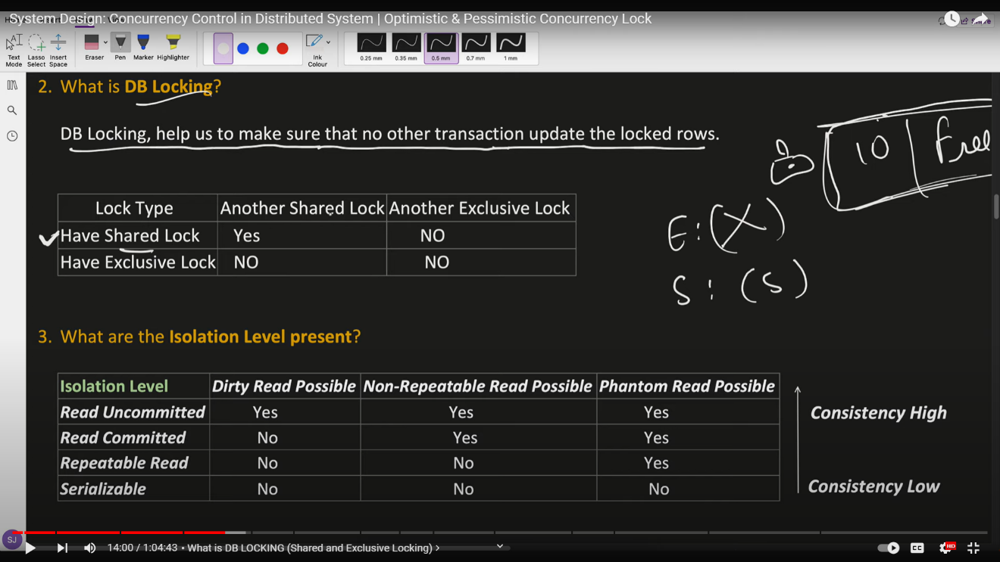 System Design: Concurrency Control in Distributed System | Optimistic & Pessimistic Concurrency Lock
Text Mode
Lasso Select
Insert Space
Eraser
Pen
Marker
Highlighter
Ink Colour
0.25 mm
0.35 mm
0.5 mm
0.7 mm
1 mm
2. What is DB Locking?
DB Locking, help us to make sure that no other transaction update the locked rows.
10 | Free
Lock Type Another Shared Lock Another Exclusive Lock
Have Shared Lock Yes NO
Have Exclusive Lock NO NO
E : (X)
S : (S)
3. What are the Isolation Level present?
Isolation Level Dirty Read Possible Non-Repeatable Read Possible Phantom Read Possible
Read Uncommitted Yes Yes Yes
Read Committed No Yes Yes
Repeatable Read No No Yes
Serializable No No No
Consistency High
Consistency Low
SJ
14:00 / 1:04:43 • What is DB LOCKING (Shared and Exclusive Locking) >
CC
HD